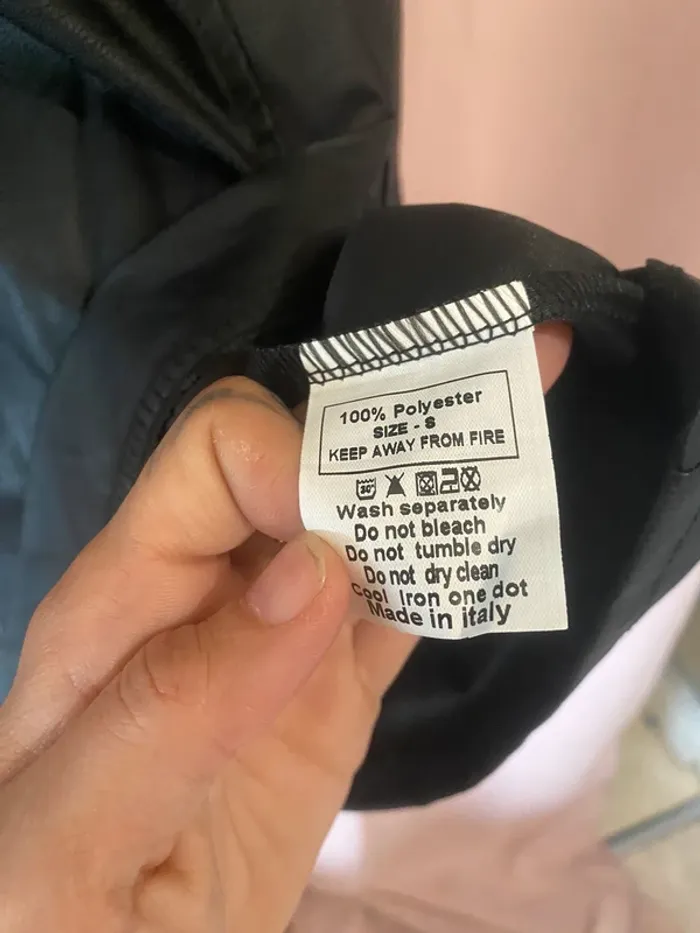 100% Polyester
SIZE - S
KEEP AWAY FROM FIRE
30°
Wash separately
Do not bleach
Do not tumble dry
Do not dry clean
Cool Iron one dot
Made in italy